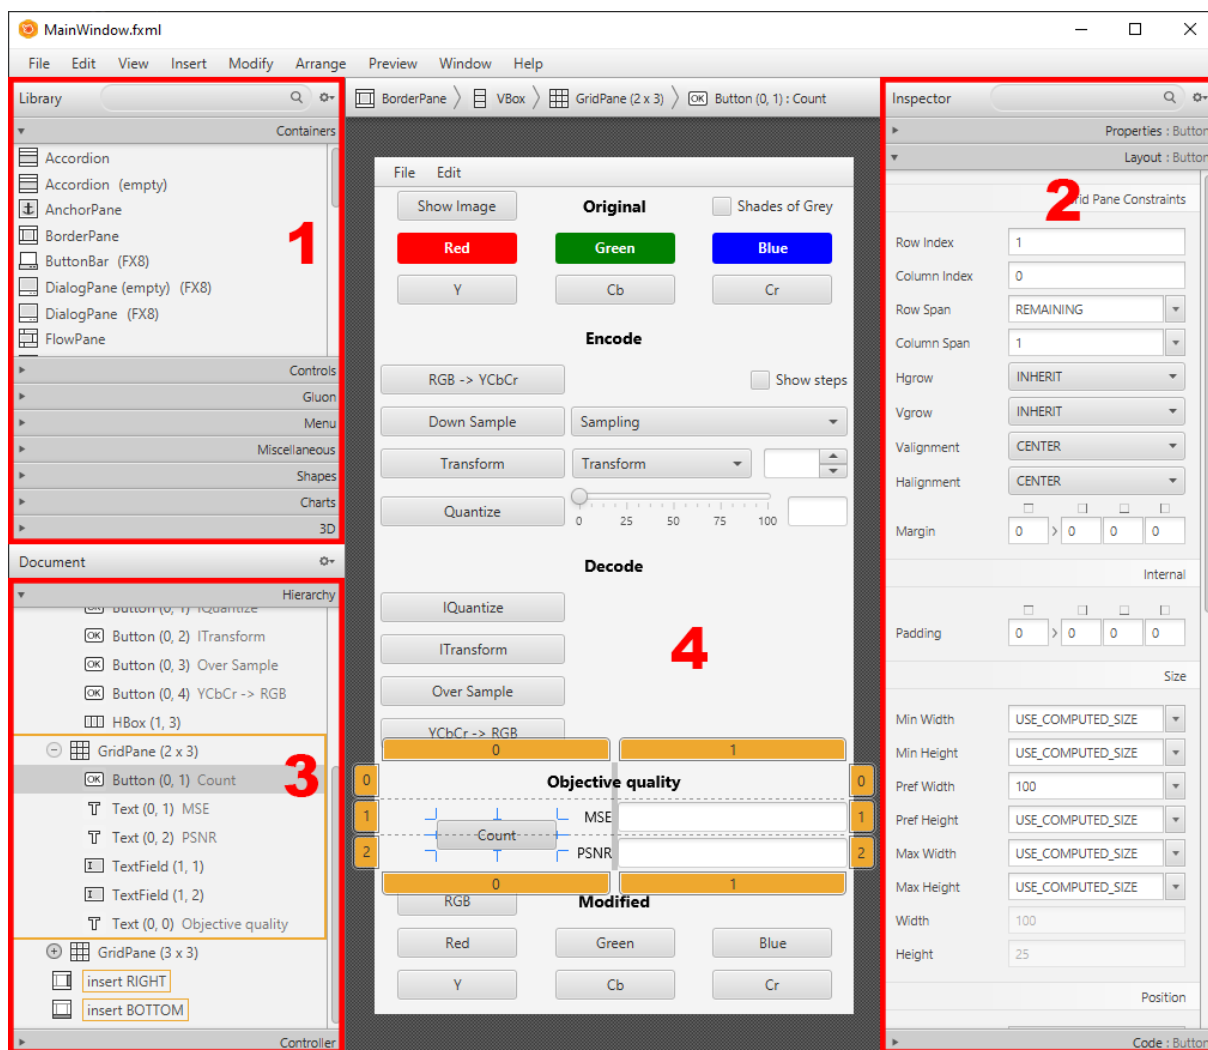 MainWindow.fxml
File Edit View Insert Modify Arrange Preview Window Help
Library
Containers
Accordion
Accordion (empty)
AnchorPane
BorderPane
ButtonBar (FX8)
DialogPane (empty) (FX8)
DialogPane (FX8)
FlowPane
Controls
Gluon
Menu
Miscellaneous
Shapes
Charts
3D
1
Document
Hierarchy
Button (0, 1) IQuantize
OK Button (0, 2) ITransform
OK Button (0, 3) Over Sample
OK Button (0, 4) YCbCr -> RGB
HBox (1, 3)
GridPane (2 x 3)
OK Button (0, 1) Count
T Text (0, 1) MSE
T Text (0, 2) PSNR
TextField (1, 1)
TextField (1, 2)
T Text (0, 0) Objective quality
GridPane (3 x 3)
insert RIGHT
insert BOTTOM
Controller
3
BorderPane VBox GridPane (2 x 3) OK Button (0, 1) : Count
File Edit
Show Image Original Shades of Grey
Red Green Blue
Y Cb Cr
Encode
RGB -> YCbCr Show steps
Down Sample Sampling
Transform Transform
Quantize
0 25 50 75 100
Decode
IQuantize
ITransform
4
Over Sample
YCbCr -> RGB
0 1
0 Objective quality 0
1 MSE 1
Count
2 PSNR 2
0 1
RGB Modified
Red Green Blue
Y Cb Cr
Inspector
Properties : Button
Layout : Button
2
Grid Pane Constraints
Row Index 1
Column Index 0
Row Span REMAINING
Column Span 1
Hgrow INHERIT
Vgrow INHERIT
Valignment CENTER
Halignment CENTER
Margin 0 > 0 0 0
Internal
Padding 0 > 0 0 0
Size
Min Width USE_COMPUTED_SIZE
Min Height USE_COMPUTED_SIZE
Pref Width 100
Pref Height USE_COMPUTED_SIZE
Max Width USE_COMPUTED_SIZE
Max Height USE_COMPUTED_SIZE
Width 100
Height 25
Position
Code : Button